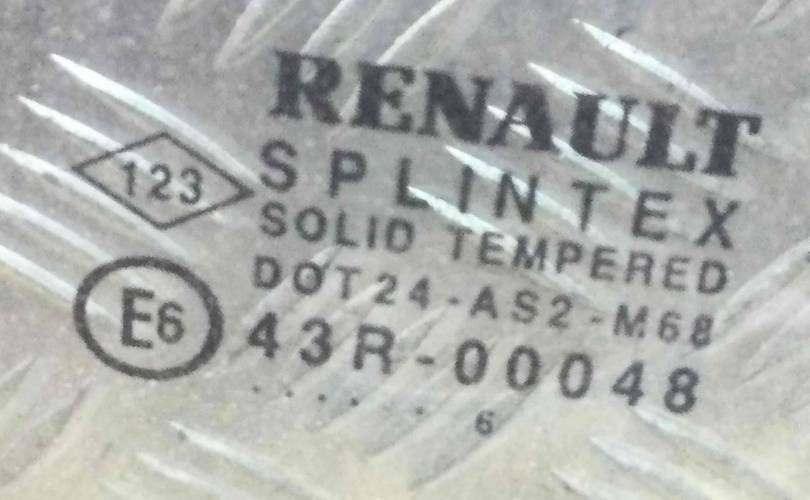 RENAULT
123
SPLINTEX
SOLID TEMPERED
DOT24-AS2-M68
E6
43R-00048
. . . . . . 6